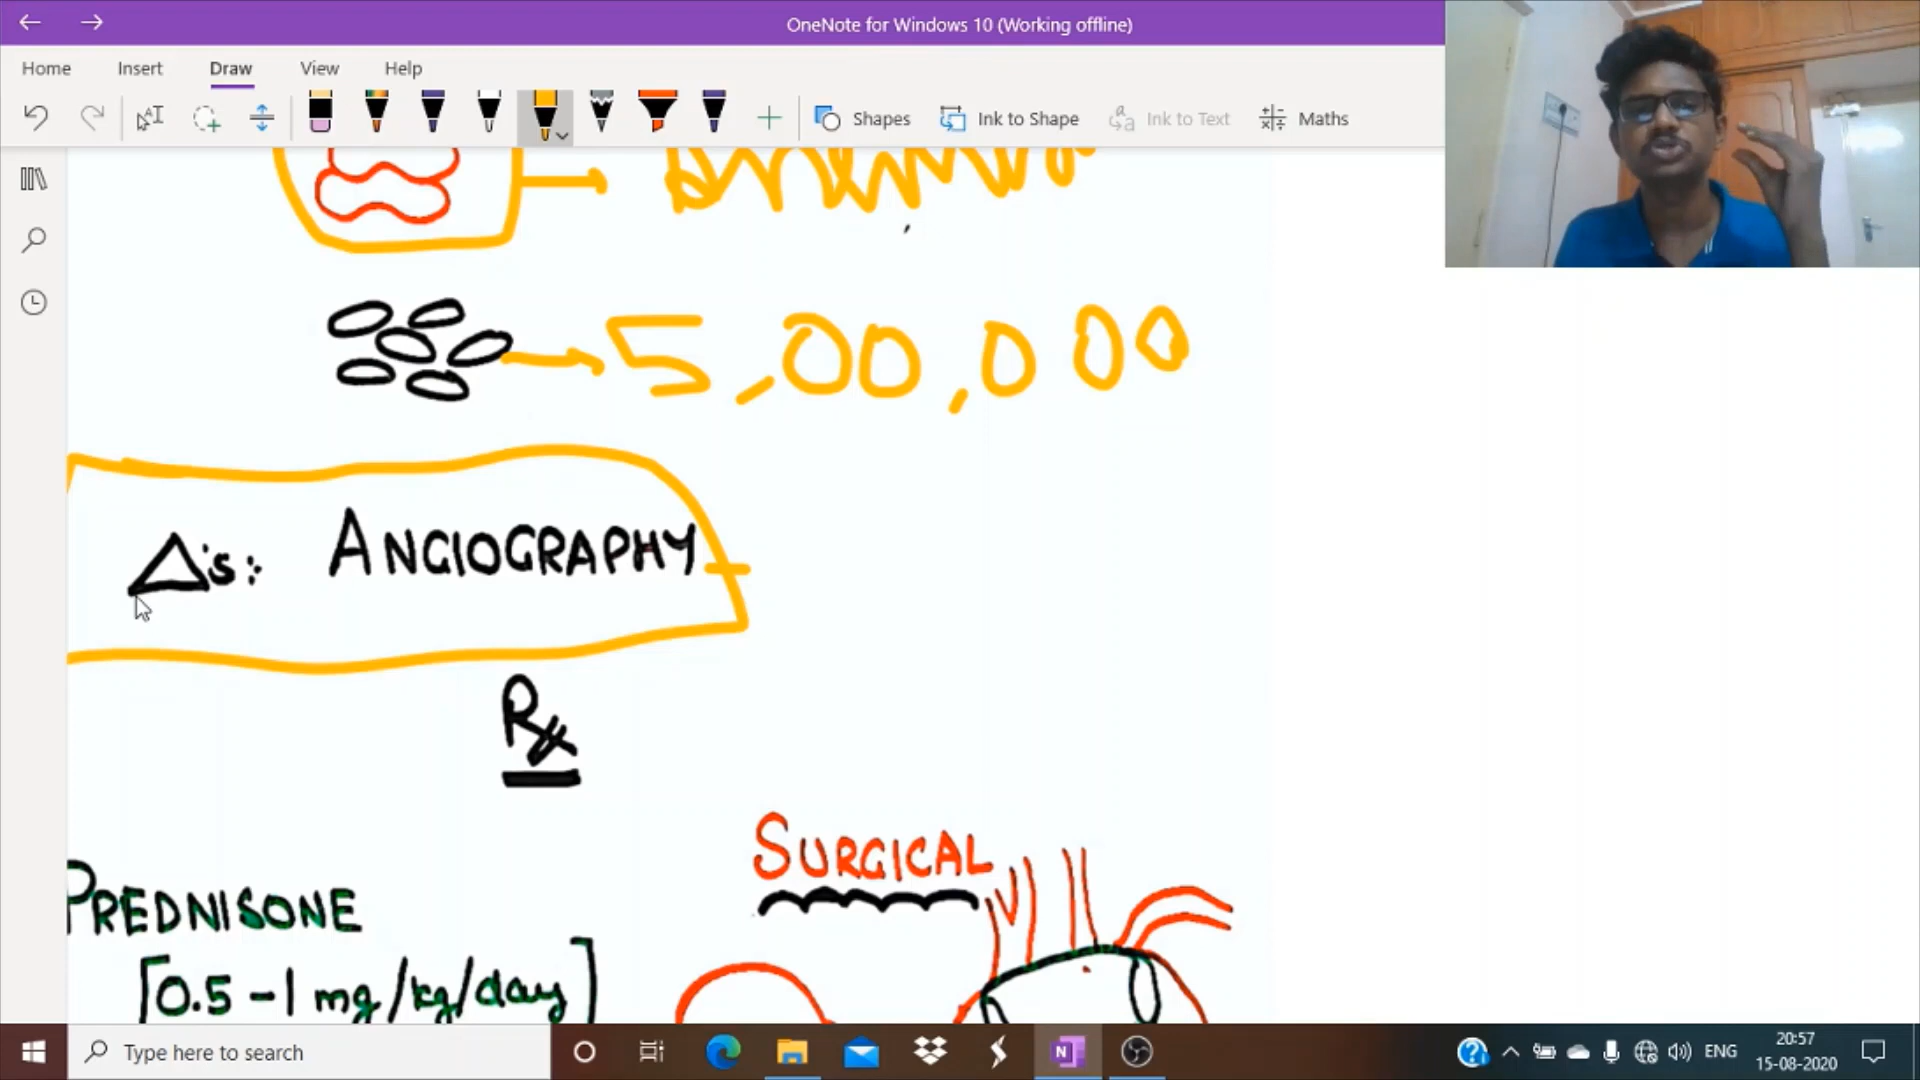 OneNote for Windows 10 (Working offline)
Home Insert Draw View Help
Shapes Ink to Shape Ink to Text Maths
5,00,000
Δ's: ANGIOGRAPHY
Rx
SURGICAL
PREDNISONE
[0.5-1 mg/kg/day]
Type here to search
ENG
20:57
15-08-2020